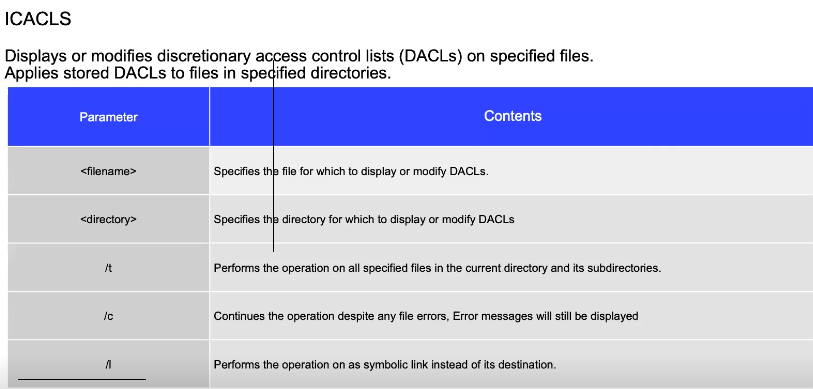 ICACLS
Displays or modifies discretionary access control lists (DACLs) on specified files.
Applies stored DACLs to files in specified directories.
Parameter Contents
<filename> Specifies the file for which to display or modify DACLs.
<directory> Specifies the directory for which to display or modify DACLs
/t Performs the operation on all specified files in the current directory and its subdirectories.
/c Continues the operation despite any file errors, Error messages will still be displayed
/l Performs the operation on as symbolic link instead of its destination.